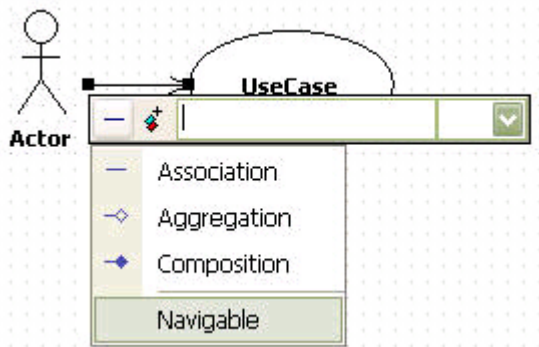 UseCase
Actor
Association
Aggregation
Composition
Navigable